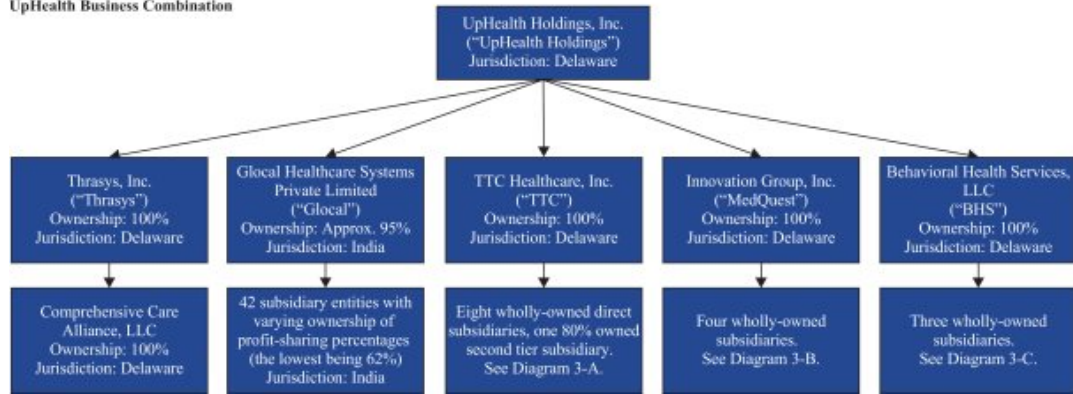 UpHealth Business Combination
UpHealth Holdings, Inc.
(“UpHealth Holdings”)
Jurisdiction: Delaware
Thrasys, Inc.
(“Thrasys”)
Ownership: 100%
Jurisdiction: Delaware
Glocal Healthcare Systems
Private Limited
(“Glocal”)
Ownership: Approx. 95%
Jurisdiction: India
TTC Healthcare, Inc.
(“TTC”)
Ownership: 100%
Jurisdiction: Delaware
Innovation Group, Inc.
(“MedQuest”)
Ownership: 100%
Jurisdiction: Delaware
Behavioral Health Services,
LLC
(“BHS”)
Ownership: 100%
Jurisdiction: Delaware
Comprehensive Care
Alliance, LLC
Ownership: 100%
Jurisdiction: Delaware
42 subsidiary entities with
varying ownership of
profit-sharing percentages
(the lowest being 62%)
Jurisdiction: India
Eight wholly-owned direct
subsidiaries, one 80% owned
second tier subsidiary.
See Diagram 3-A.
Four wholly-owned
subsidiaries.
See Diagram 3-B.
Three wholly-owned
subsidiaries.
See Diagram 3-C.